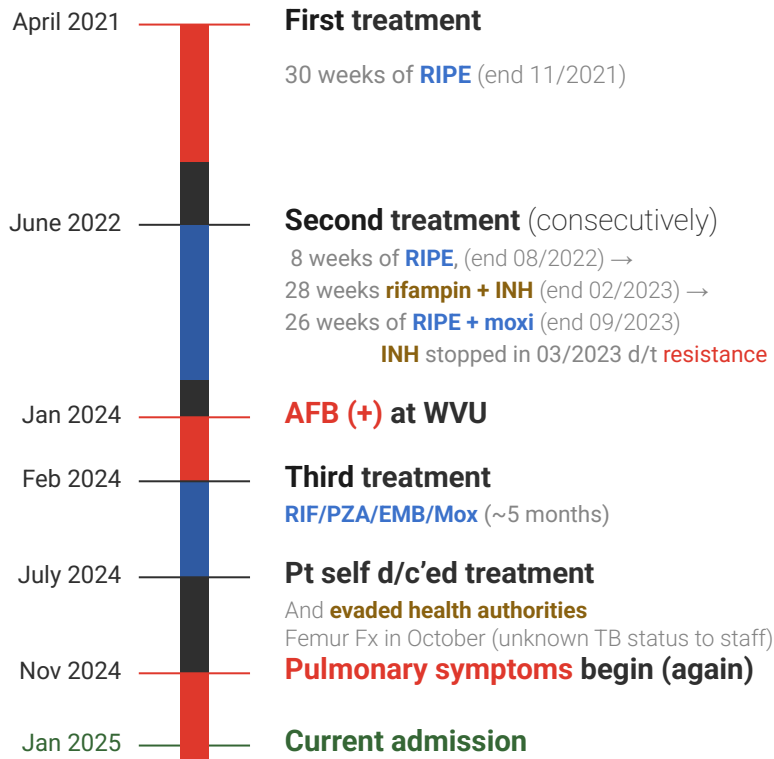 April 2021 First treatment
30 weeks of RIPE (end 11/2021)
June 2022 Second treatment (consecutively)
8 weeks of RIPE, (end 08/2022) →
28 weeks rifampin + INH (end 02/2023) →
26 weeks of RIPE + moxi (end 09/2023)
INH stopped in 03/2023 d/t resistance
Jan 2024 AFB (+) at WVU
Feb 2024 Third treatment
RIF/PZA/EMB/Mox (~5 months)
July 2024 Pt self d/c'ed treatment
And evaded health authorities
Femur Fx in October (unknown TB status to staff)
Nov 2024 Pulmonary symptoms begin (again)
Jan 2025 Current admission